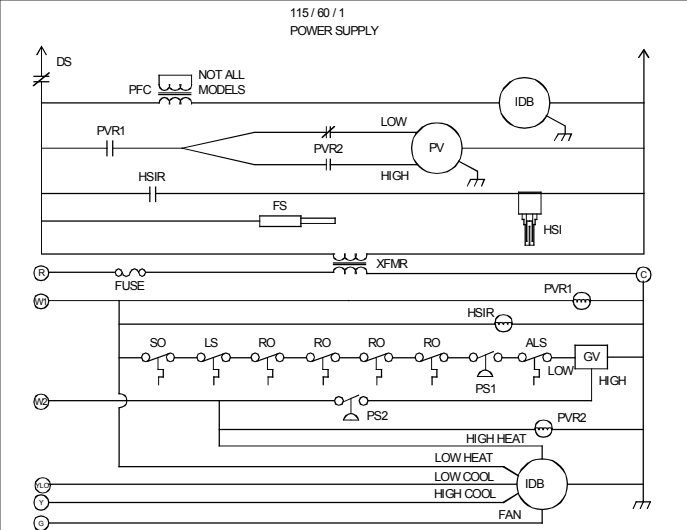 115 / 60 / 1
POWER SUPPLY
DS
NOT ALL
MODELS
PFC
IDB
PVR1
LOW
PVR2
PV
HIGH
HSIR
FS
HSI
XFMR
R
FUSE
C
W1
PVR1
HSIR
SO LS RO RO RO RO ALS
GV
LOW
HIGH
PS1
W2
PS2
PVR2
HIGH HEAT
LOW HEAT
YLO
LOW COOL
IDB
Y
HIGH COOL
G
FAN